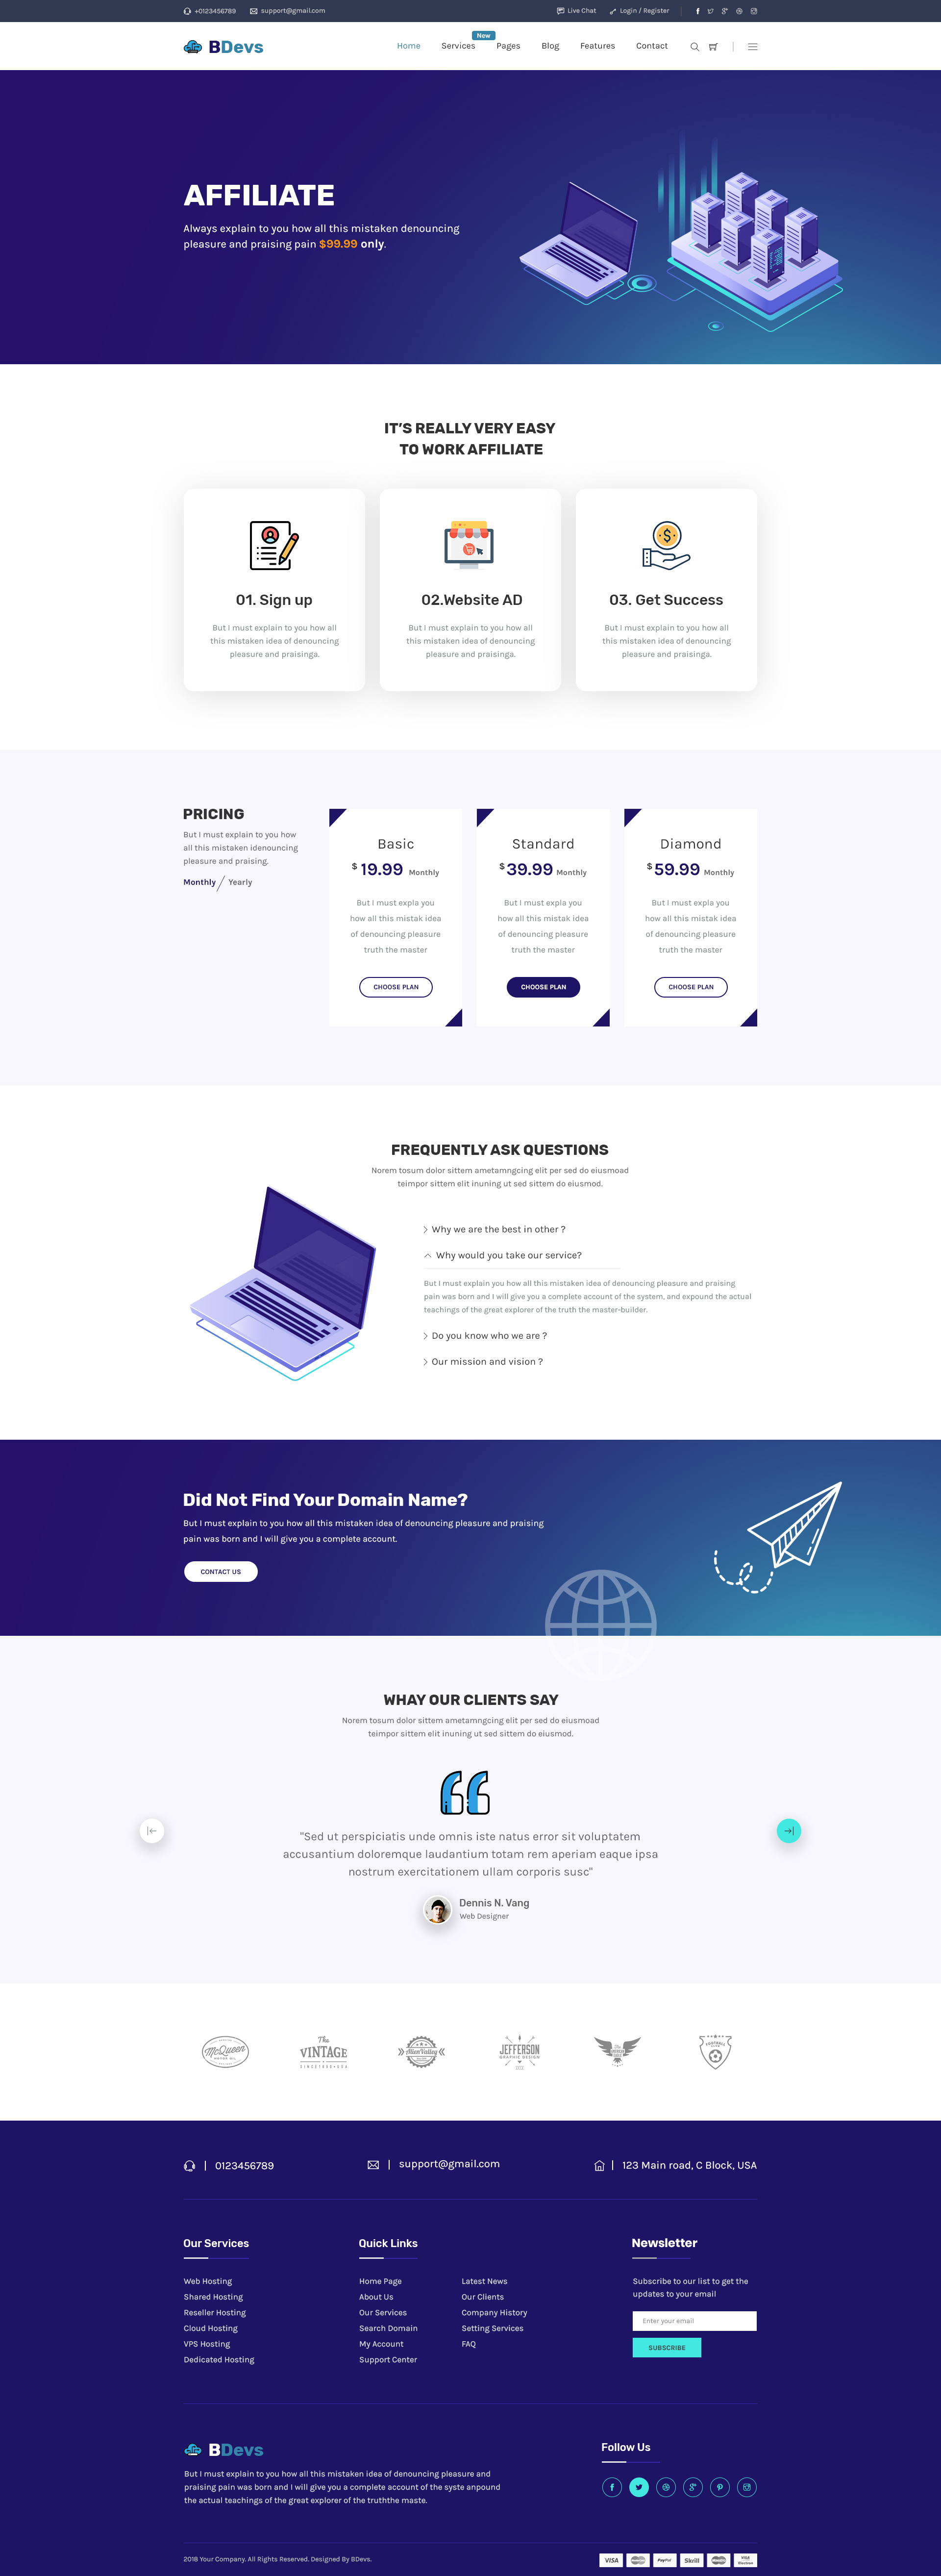 +0123456789
support@gmail.com
Live Chat
Login / Register
BDevs
New
Home
Services
Pages
Blog
Features
Contact
AFFILIATE
Always explain to you how all this mistaken denouncing
pleasure and praising pain $99.99 only.
IT'S REALLY VERY EASY
TO WORK AFFILIATE
01. Sign up
But I must explain to you how all
this mistaken idea of denouncing
pleasure and praisinga.
02.Website AD
But I must explain to you how all
this mistaken idea of denouncing
pleasure and praisinga.
03. Get Success
But I must explain to you how all
this mistaken idea of denouncing
pleasure and praisinga.
PRICING
But I must explain to you how
all this mistaken idenouncing
pleasure and praising.
Monthly / Yearly
Basic
$ 19.99 Monthly
But I must expla you
how all this mistak idea
of denouncing pleasure
truth the master
CHOOSE PLAN
Standard
$ 39.99 Monthly
But I must expla you
how all this mistak idea
of denouncing pleasure
truth the master
CHOOSE PLAN
Diamond
$ 59.99 Monthly
But I must expla you
how all this mistak idea
of denouncing pleasure
truth the master
CHOOSE PLAN
FREQUENTLY ASK QUESTIONS
Norem tosum dolor sittem ametamngcing elit per sed do eiusmoad
teimpor sittem elit inuning ut sed sittem do eiusmod.
Why we are the best in other ?
Why would you take our service?
But I must explain you how all this mistaken idea of denouncing pleasure and praising
pain was born and I will give you a complete account of the system, and expound the actual
teachings of the great explorer of the truth the master-builder.
Do you know who we are ?
Our mission and vision ?
Did Not Find Your Domain Name?
But I must explain to you how all this mistaken idea of denouncing pleasure and praising
pain was born and I will give you a complete account.
CONTACT US
WHAY OUR CLIENTS SAY
Norem tosum dolor sittem ametamngcing elit per sed do eiusmoad
teimpor sittem elit inuning ut sed sittem do eiusmod.
"Sed ut perspiciatis unde omnis iste natus error sit voluptatem
accusantium doloremque laudantium totam rem aperiam eaque ipsa
nostrum exercitationem ullam corporis susc"
Dennis N. Vang
Web Designer
McQueen
MOTOR OIL
The
VINTAGE
AlienValley
JEFFERSON
GRAPHIC DESIGN
FOOTBALL
0123456789
support@gmail.com
123 Main road, C Block, USA
Our Services
Web Hosting
Shared Hosting
Reseller Hosting
Cloud Hosting
VPS Hosting
Dedicated Hosting
Quick Links
Home Page
About Us
Our Services
Search Domain
My Account
Support Center
Latest News
Our Clients
Company History
Setting Services
FAQ
Newsletter
Subscribe to our list to get the
updates to your email
Enter your email
SUBSCRIBE
BDevs
But I must explain to you how all this mistaken idea of denouncing pleasure and
praising pain was born and I will give you a complete account of the syste anpound
the actual teachings of the great explorer of the truththe maste.
Follow Us
2018 Your Company. All Rights Reserved. Designed By BDevs.
VISA
PayPal
Skrill
VISA
Electron